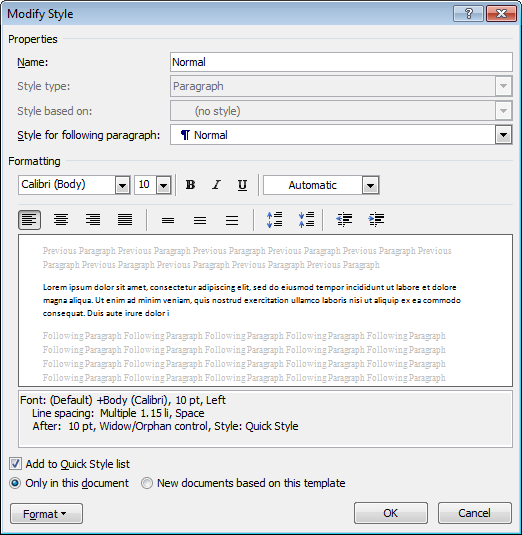 Modify Style
Properties
Name: Normal
Style type: Paragraph
Style based on: (no style)
Style for following paragraph: ¶ Normal
Formatting
Calibri (Body) 10 B I U Automatic
Previous Paragraph Previous Paragraph Previous Paragraph Previous Paragraph Previous Paragraph Previous
Paragraph Previous Paragraph Previous Paragraph Previous Paragraph Previous Paragraph
Lorem ipsum dolor sit amet, consectetur adipiscing elit, sed do eiusmod tempor incididunt ut labore et dolore
magna aliqua. Ut enim ad minim veniam, quis nostrud exercitation ullamco laboris nisi ut aliquip ex ea commodo
consequat. Duis aute irure dolor i
Following Paragraph Following Paragraph Following Paragraph Following Paragraph Following Paragraph
Following Paragraph Following Paragraph Following Paragraph Following Paragraph Following Paragraph
Following Paragraph Following Paragraph Following Paragraph Following Paragraph Following Paragraph
Following Paragraph Following Paragraph Following Paragraph Following Paragraph Following Paragraph
Font: (Default) +Body (Calibri), 10 pt, Left
Line spacing: Multiple 1.15 li, Space
After: 10 pt, Widow/Orphan control, Style: Quick Style
Add to Quick Style list
Only in this document New documents based on this template
Format OK Cancel